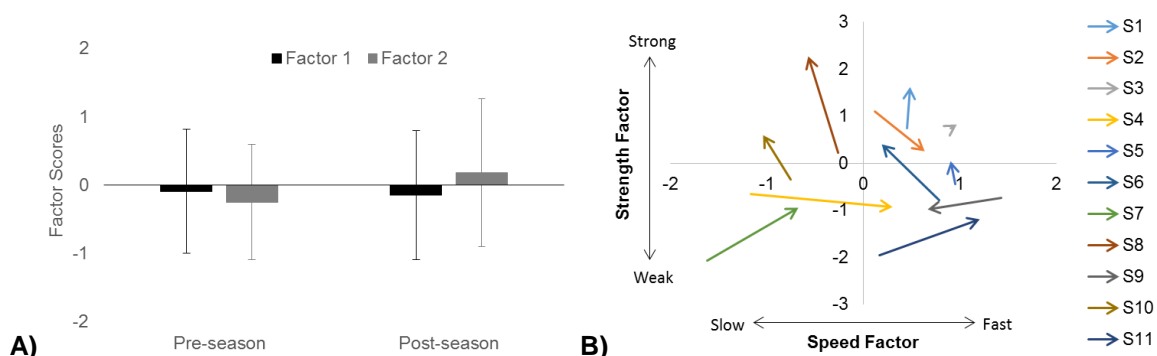 2
1
0
-1
-2
Factor Scores
Factor 1
Factor 2
Pre-season
Post-season
A)
3
2
1
0
-1
-2
-3
-2
-1
0
1
2
Strong
Strength Factor
Weak
Slow
Fast
Speed Factor
B)
S1
S2
S3
S4
S5
S6
S7
S8
S9
S10
S11